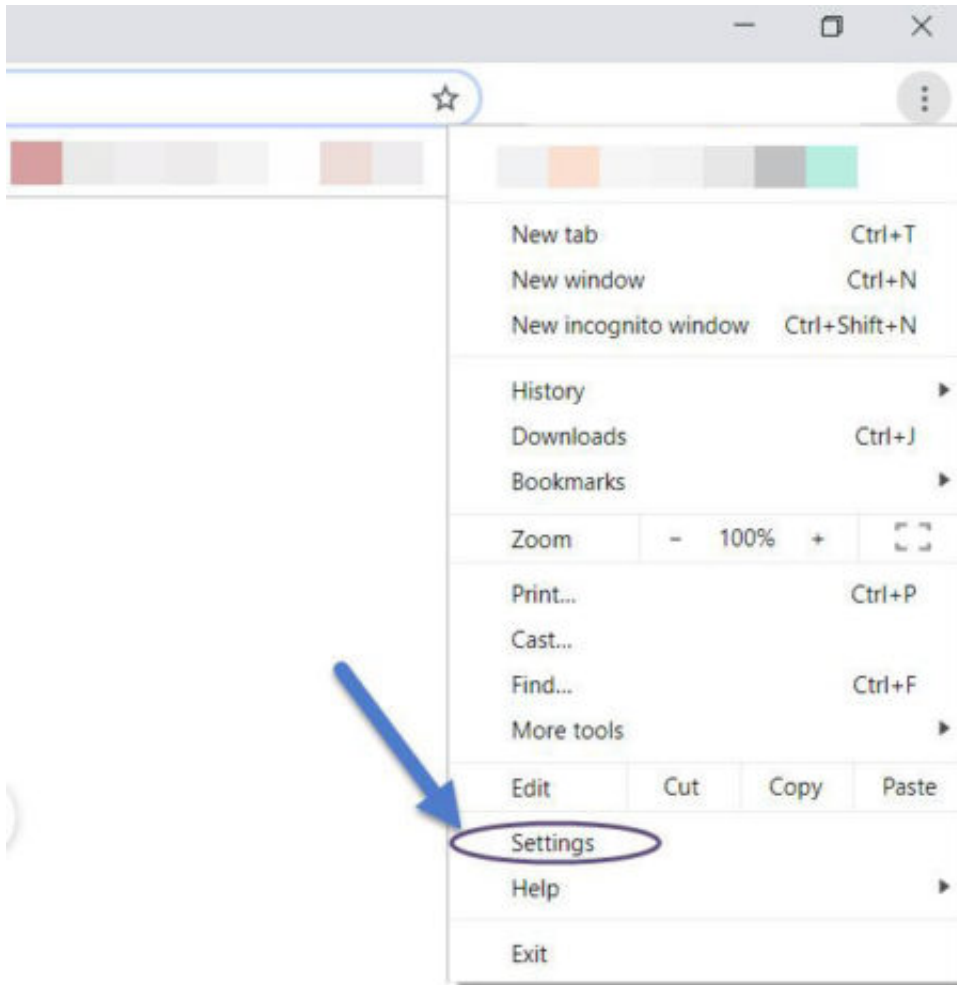 New tab Ctrl+T
New window Ctrl+N
New incognito window Ctrl+Shift+N
History
Downloads Ctrl+J
Bookmarks
Zoom - 100% +
Print... Ctrl+P
Cast...
Find... Ctrl+F
More tools
Edit Cut Copy Paste
Settings
Help
Exit